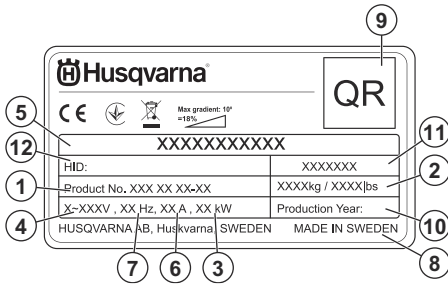 9
Husqvarna
QR
CE
Max gradient: 10°
=18%
5
XXXXXXXXXXX
11
12
HID:
XXXXXXX
2
1
Product No. XXX XX XX-XX
XXXXkg / XXXX lbs
4
X~XXXV , XX Hz, XX A , XX kW
Production Year:
10
HUSQVARNA AB, Huskvarna, SWEDEN
MADE IN SWEDEN
7
6
3
8